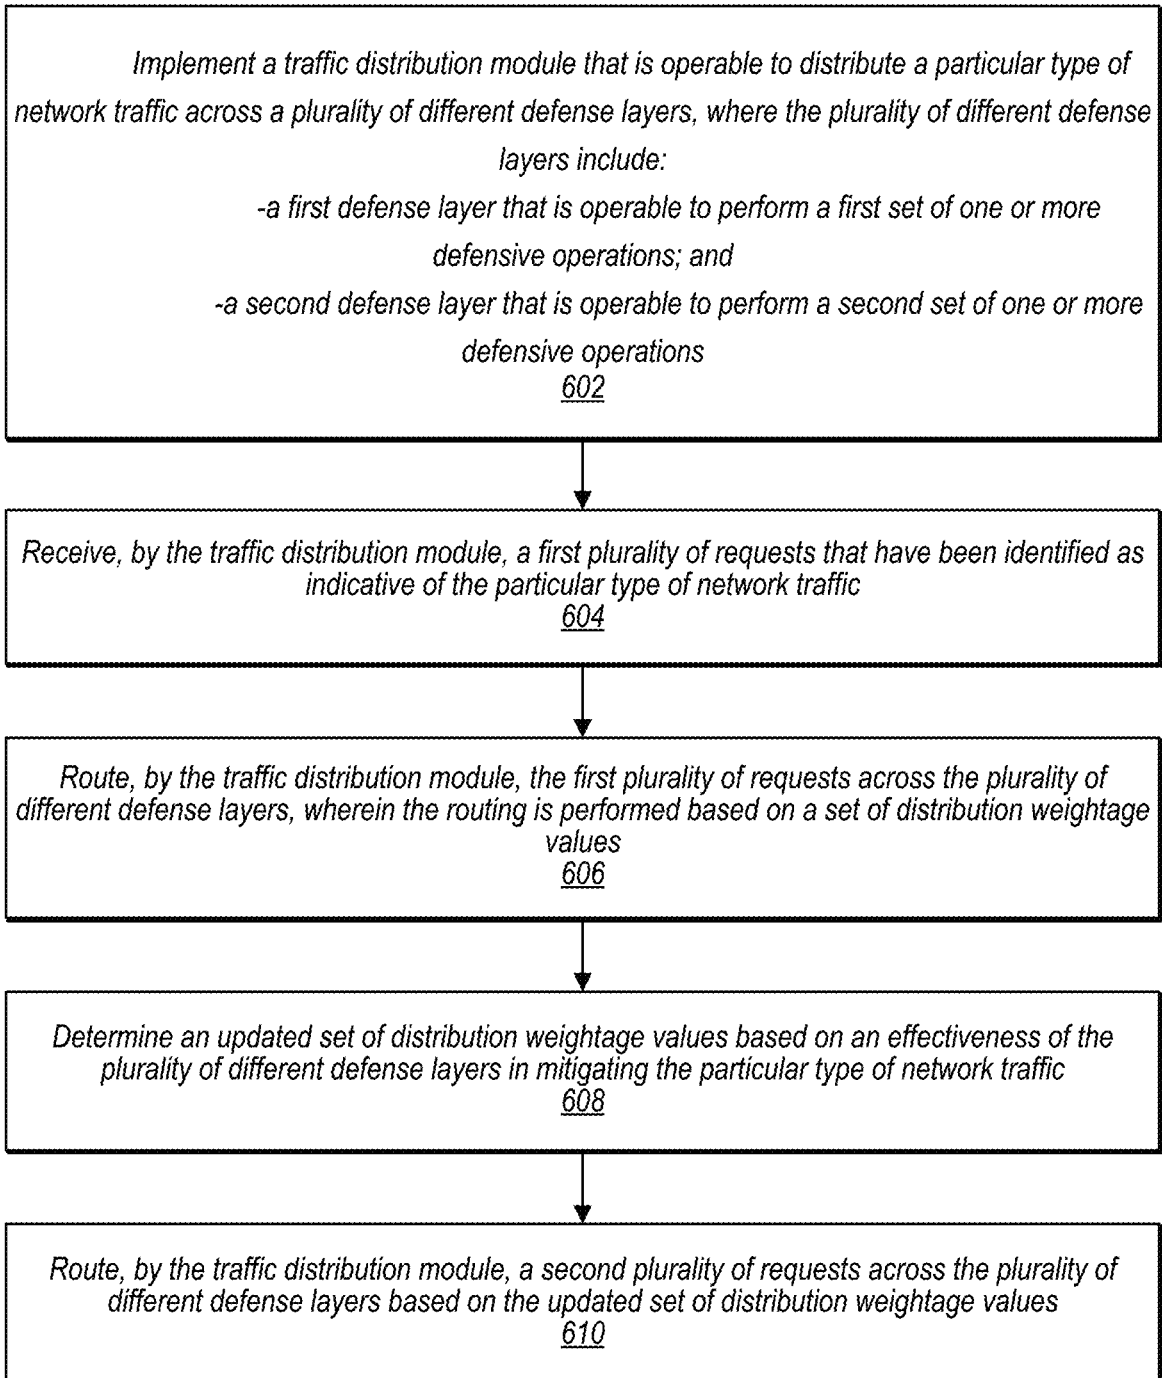 Implement a traffic distribution module that is operable to distribute a particular type of
network traffic across a plurality of different defense layers, where the plurality of different defense
layers include:
-a first defense layer that is operable to perform a first set of one or more
defensive operations; and
-a second defense layer that is operable to perform a second set of one or more
defensive operations
602
Receive, by the traffic distribution module, a first plurality of requests that have been identified as
indicative of the particular type of network traffic
604
Route, by the traffic distribution module, the first plurality of requests across the plurality of
different defense layers, wherein the routing is performed based on a set of distribution weightage
values
606
Determine an updated set of distribution weightage values based on an effectiveness of the
plurality of different defense layers in mitigating the particular type of network traffic
608
Route, by the traffic distribution module, a second plurality of requests across the plurality of
different defense layers based on the updated set of distribution weightage values
610